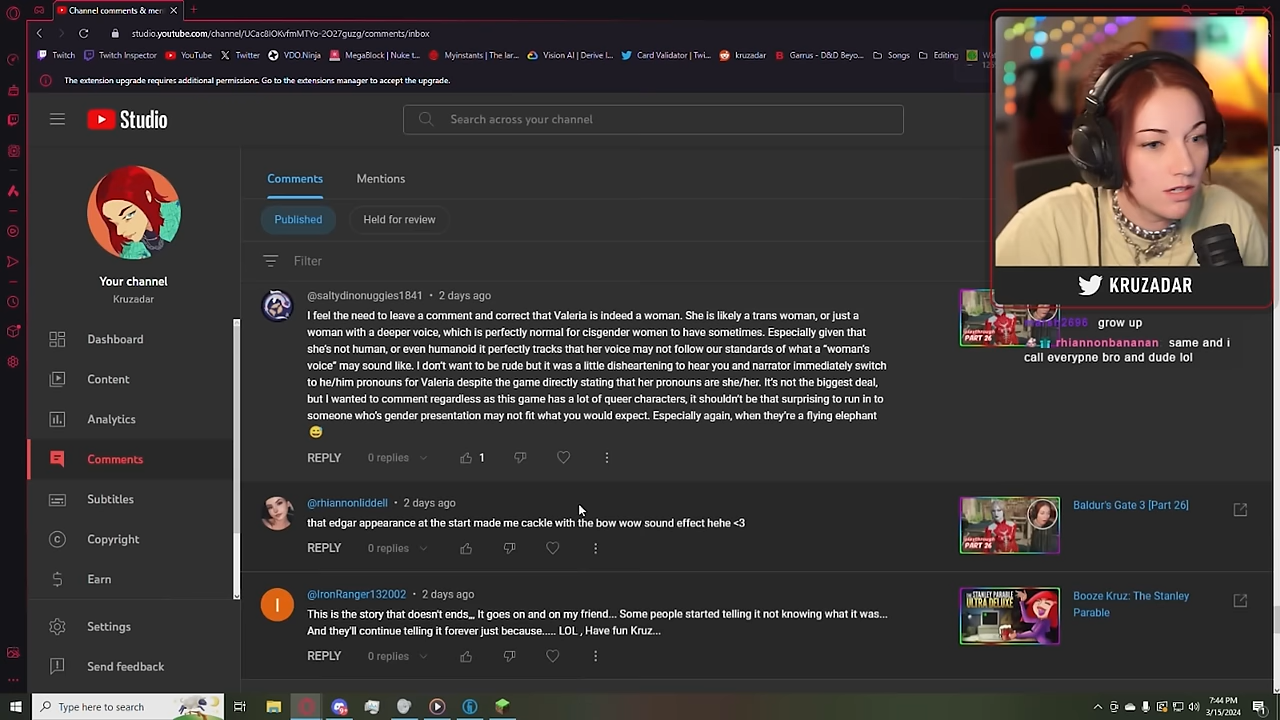 Channel comments & men
studio.youtube.com/channel/
Twitch
Twitch Inspector
YouTube
Twitter
VDO.Ninja
MegaBlock | Nuke t...
Myinstants | The lar...
Vision AI | Derive I...
Card Validator | Twi...
kruzadar
Garrus - D&D Beyo...
Songs
Editing
The extension upgrade requires additional permissions. Go to the extensions manager to accept the upgrade.
Studio
Search across your channel
KRUZADAR
grow up
rhiannonbananan same and i
call everypne bro and dude lol
Your channel
Kruzadar
Dashboard
Content
Analytics
Comments
Subtitles
Copyright
Earn
Settings
Send feedback
Comments
Mentions
Published
Held for review
Filter
@saltydinonuggies1841 • 2 days ago
I feel the need to leave a comment and correct that Valeria is indeed a woman. She is likely a trans woman, or just a
woman with a deeper voice, which is perfectly normal for cisgender women to have sometimes. Especially given that
she's non human, or even humanoid it perfectly tracks that her voice may not follow our standards of what a "woman's
voice" may sound like. I don't want to be rude but it was a little disheartening to hear you and narrator immediately switch
to he/him pronouns for Valeria despite the game directly stating that her pronouns are she/her. It's not the biggest deal,
but I wanted to comment regardless as this game has a lot of queer characters, it shouldn't be that surprising to run in to
someone who's gender presentation may not fit what you would expect. Especially again, when they're a flying elephant
😅
REPLY 0 replies 1
@rhiannonliddell • 2 days ago
that edgar appearance at the start made me cackle with the bow wow sound effect hehe <3
REPLY 0 replies
PART 26
Baldur's Gate 3 [Part 26]
@IronRanger132002 • 2 days ago
This is the story that doesn't ends,,, It goes on and on my friend... Some people started telling it not knowing what it was...
And they'll continue telling it forever just because..... LOL , Have fun Kruz...
REPLY 0 replies
I
THE STANLEY
PARABLE
ULTRA DELUXE
Booze Kruz: The Stanley
Parable
Type here to search
7:44 PM
3/15/2024